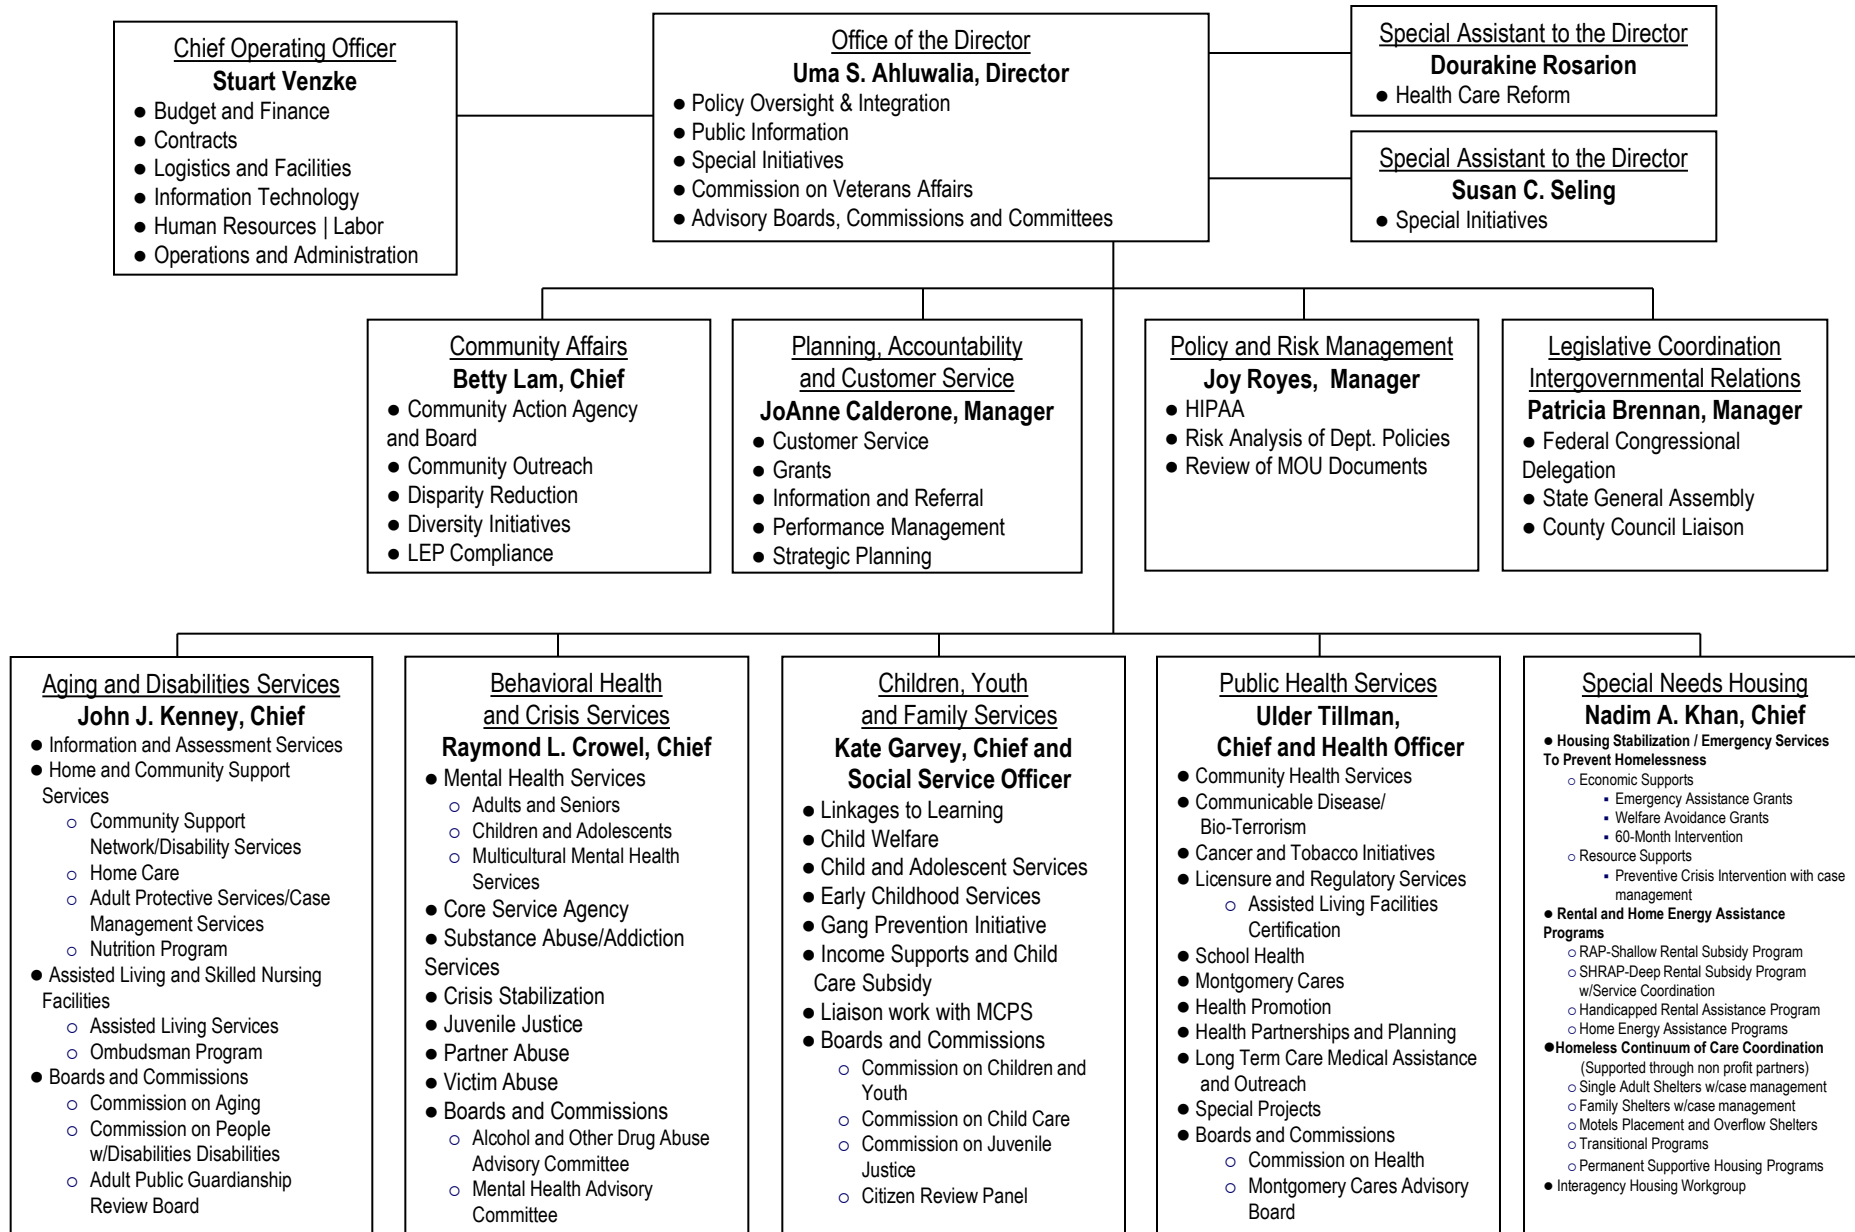 Chief Operating Officer
Stuart Venzke
● Budget and Finance
● Contracts
● Logistics and Facilities
● Information Technology
● Human Resources | Labor
● Operations and Administration
Office of the Director
Uma S. Ahluwalia, Director
● Policy Oversight & Integration
● Public Information
● Special Initiatives
● Commission on Veterans Affairs
● Advisory Boards, Commissions and Committees
Special Assistant to the Director
Dourakine Rosarion
● Health Care Reform
Special Assistant to the Director
Susan C. Seling
● Special Initiatives
Community Affairs
Betty Lam, Chief
● Community Action Agency
and Board
● Community Outreach
● Disparity Reduction
● Diversity Initiatives
● LEP Compliance
Planning, Accountability
and Customer Service
JoAnne Calderone, Manager
● Customer Service
● Grants
● Information and Referral
● Performance Management
● Strategic Planning
Policy and Risk Management
Joy Royes, Manager
● HIPAA
● Risk Analysis of Dept. Policies
● Review of MOU Documents
Legislative Coordination
Intergovernmental Relations
Patricia Brennan, Manager
● Federal Congressional
Delegation
● State General Assembly
● County Council Liaison
Aging and Disabilities Services
John J. Kenney, Chief
● Information and Assessment Services
● Home and Community Support
Services
○ Community Support
Network/Disability Services
○ Home Care
○ Adult Protective Services/Case
Management Services
○ Nutrition Program
● Assisted Living and Skilled Nursing
Facilities
○ Assisted Living Services
○ Ombudsman Program
● Boards and Commissions
○ Commission on Aging
○ Commission on People
w/Disabilities Disabilities
○ Adult Public Guardianship
Review Board
Behavioral Health
and Crisis Services
Raymond L. Crowel, Chief
● Mental Health Services
○ Adults and Seniors
○ Children and Adolescents
○ Multicultural Mental Health
Services
● Core Service Agency
● Substance Abuse/Addiction
Services
● Crisis Stabilization
● Juvenile Justice
● Partner Abuse
● Victim Abuse
● Boards and Commissions
○ Alcohol and Other Drug Abuse
Advisory Committee
○ Mental Health Advisory
Committee
Children, Youth
and Family Services
Kate Garvey, Chief and
Social Service Officer
● Linkages to Learning
● Child Welfare
● Child and Adolescent Services
● Early Childhood Services
● Gang Prevention Initiative
● Income Supports and Child
Care Subsidy
● Liaison work with MCPS
● Boards and Commissions
○ Commission on Children and
Youth
○ Commission on Child Care
○ Commission on Juvenile
Justice
○ Citizen Review Panel
Public Health Services
Ulder Tillman,
Chief and Health Officer
● Community Health Services
● Communicable Disease/
Bio-Terrorism
● Cancer and Tobacco Initiatives
● Licensure and Regulatory Services
○ Assisted Living Facilities
Certification
● School Health
● Montgomery Cares
● Health Promotion
● Health Partnerships and Planning
● Long Term Care Medical Assistance
and Outreach
● Special Projects
● Boards and Commissions
○ Commission on Health
○ Montgomery Cares Advisory
Board
Special Needs Housing
Nadim A. Khan, Chief
● Housing Stabilization / Emergency Services
To Prevent Homelessness
○ Economic Supports
▪ Emergency Assistance Grants
▪ Welfare Avoidance Grants
▪ 60-Month Intervention
○ Resource Supports
▪ Preventive Crisis Intervention with case
management
● Rental and Home Energy Assistance
Programs
○ RAP-Shallow Rental Subsidy Program
○ SHRAP-Deep Rental Subsidy Program
w/Service Coordination
○ Handicapped Rental Assistance Program
○ Home Energy Assistance Programs
●Homeless Continuum of Care Coordination
(Supported through non profit partners)
○ Single Adult Shelters w/case management
○ Family Shelters w/case management
○ Motels Placement and Overflow Shelters
○ Transitional Programs
○ Permanent Supportive Housing Programs
● Interagency Housing Workgroup